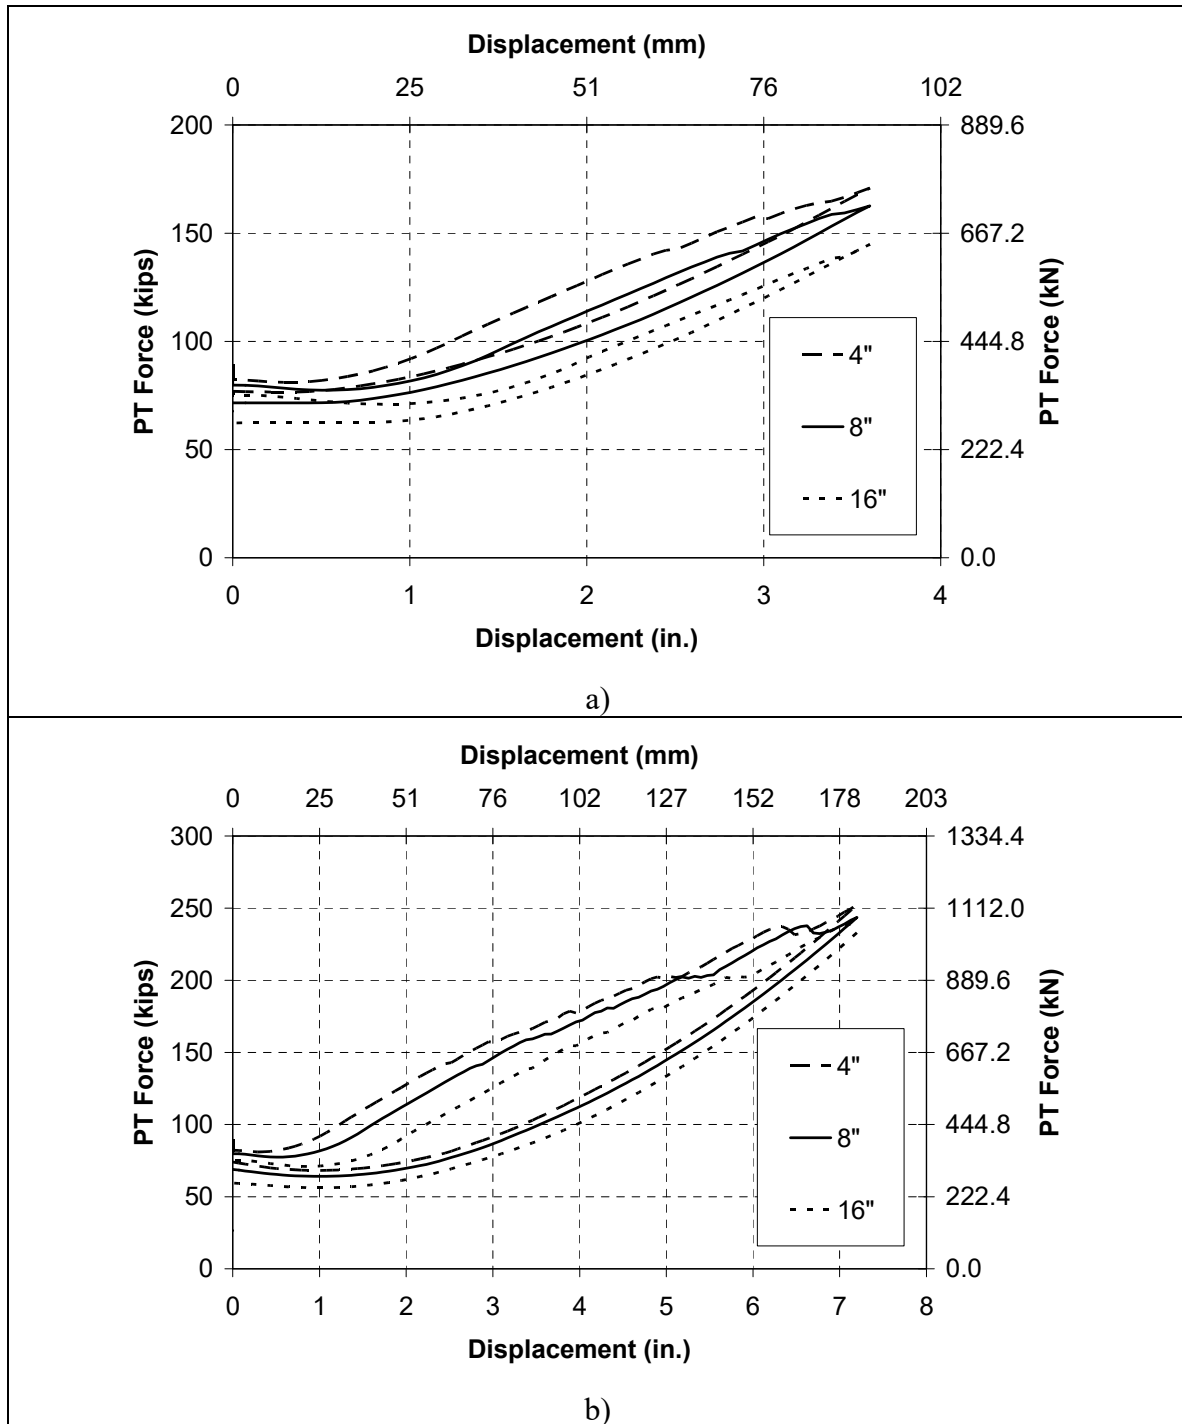 Displacement (mm)
0 25 51 76 102
200 889.6
150 667.2
100 444.8
50 222.4
0 0.0
PT Force (kips)
PT Force (kN)
4"
8"
16"
0 1 2 3 4
Displacement (in.)
a)
Displacement (mm)
0 25 51 76 102 127 152 178 203
300 1334.4
250 1112.0
200 889.6
150 667.2
100 444.8
50 222.4
0 0.0
PT Force (kips)
PT Force (kN)
4"
8"
16"
0 1 2 3 4 5 6 7 8
Displacement (in.)
b)